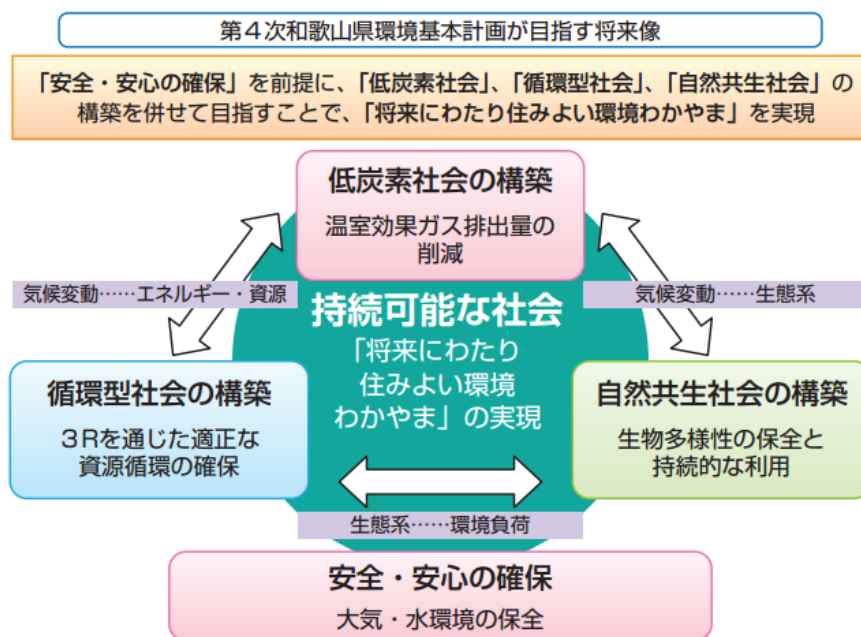 第4次和歌山県環境基本計画が目指す将来像
「安全・安心の確保」を前提に、「低炭素社会」、「循環型社会」、「自然共生社会」の
構築を併せて目指すことで、「将来にわたり住みよい環境わかやま」を実現
低炭素社会の構築
温室効果ガス排出量の
削減
気候変動……エネルギー・資源
気候変動……生態系
持続可能な社会
「将来にわたり
住みよい環境
わかやま」の実現
循環型社会の構築
3Rを通じた適正な
資源循環の確保
自然共生社会の構築
生物多様性の保全と
持続的な利用
生態系……環境負荷
安全・安心の確保
大気・水環境の保全